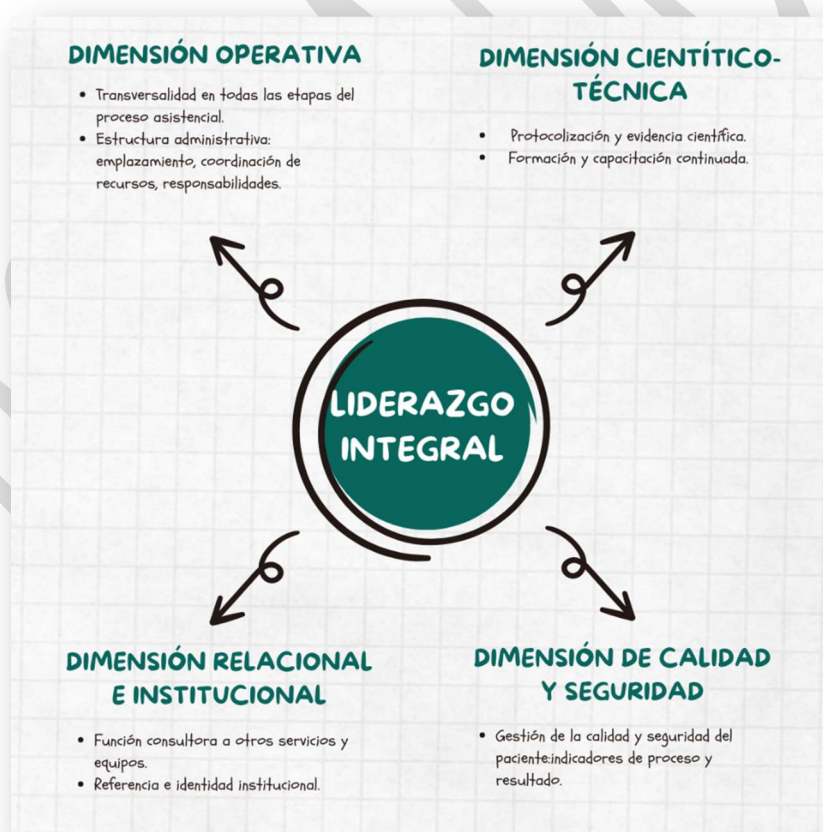 DIMENSIÓN OPERATIVA
• Transversalidad en todas las etapas del
proceso asistencial.
• Estructura administrativa:
emplazamiento, coordinación de
recursos, responsabilidades.
DIMENSIÓN CIENTÍTICO-
TÉCNICA
• Protocolización y evidencia científica.
• Formación y capacitación continuada.
LIDERAZGO
INTEGRAL
DIMENSIÓN RELACIONAL
E INSTITUCIONAL
• Función consultora a otros servicios y
equipos.
• Referencia e identidad institucional.
DIMENSIÓN DE CALIDAD
Y SEGURIDAD
• Gestión de la calidad y seguridad del
paciente:indicadores de proceso y
resultado.